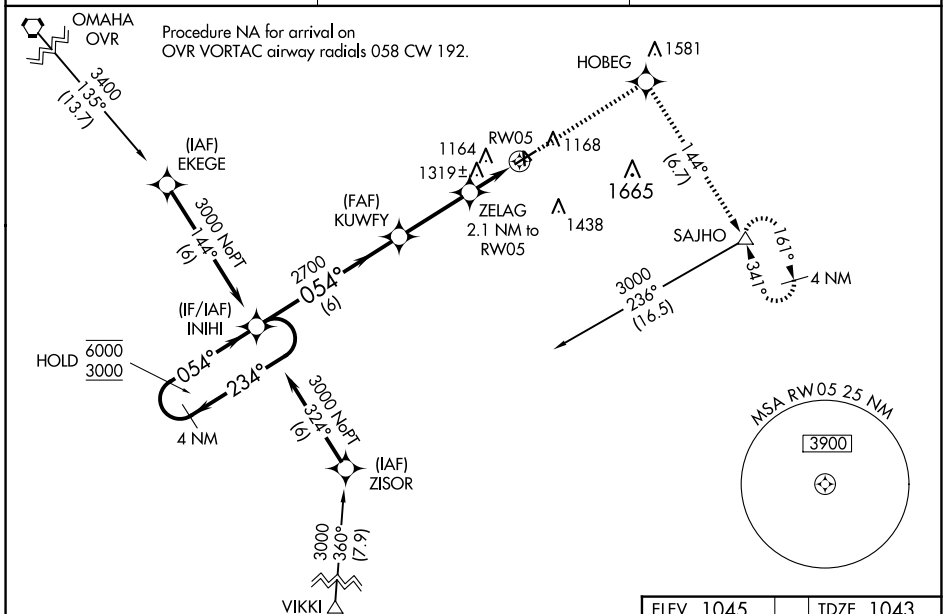 OMAHA
OVR
Procedure NA for arrival on
OVR VORTAC airway radials 058 CW 192.
3400
135°
(13.7)
HOBEG
1581
(IAF)
EKEGE
1164
RW05
1168
1319±
1665
144°
(6.7)
(FAF)
KUWFY
ZELAG
2.1 NM to
RW05
1438
3000 NoPT
144°
(6)
SAJHO
161°
341°
4 NM
2700
054°
(6)
3000
236°
(16.5)
(IF/IAF)
INIHI
HOLD
6000
3000
054°
234°
4 NM
3000 NoPT
324°
(6)
MSA RW05 25 NM
3900
(IAF)
ZISOR
3000
360°
(7.9)
VIKKI
ELEV 1045
TDZE 1043